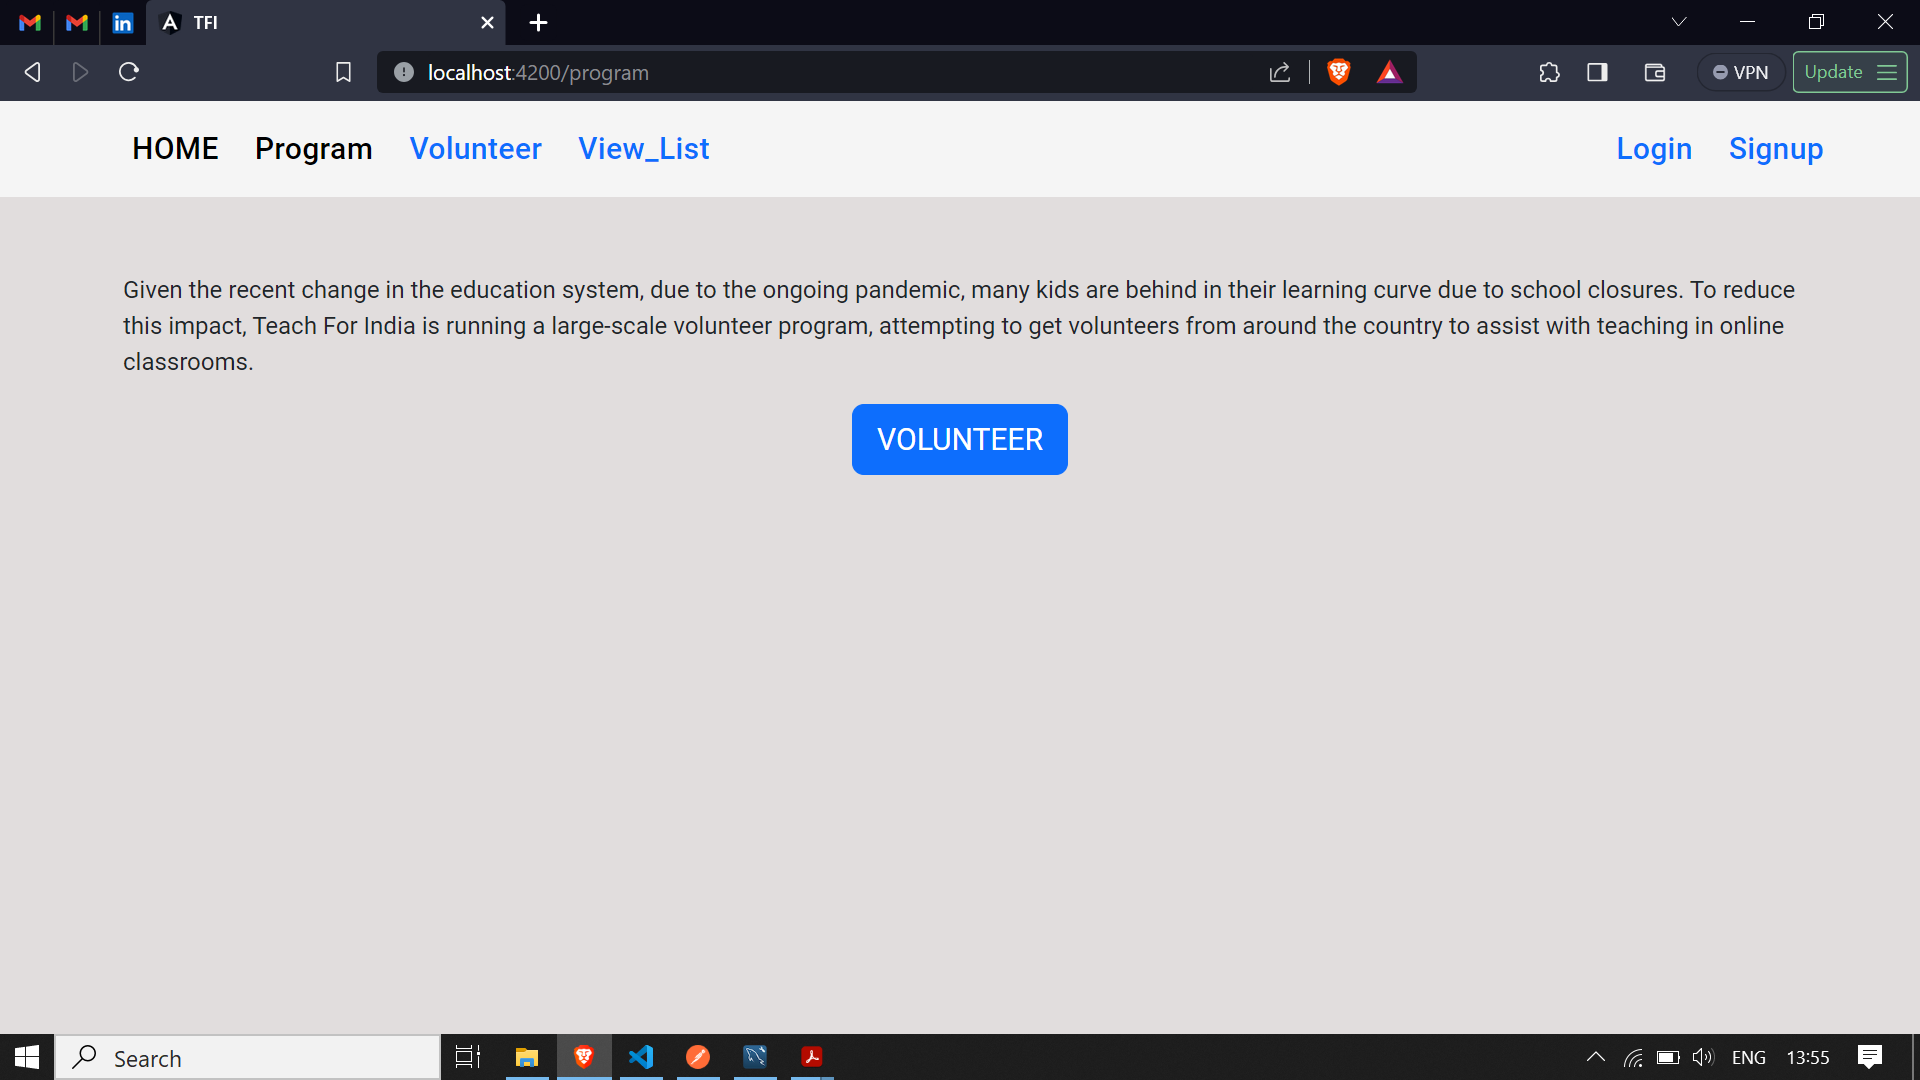 TFI
localhost:4200/program
VPN
Update
HOME Program Volunteer View_List Login Signup
Given the recent change in the education system, due to the ongoing pandemic, many kids are behind in their learning curve due to school closures. To reduce
this impact, Teach For India is running a large-scale volunteer program, attempting to get volunteers from around the country to assist with teaching in online
classrooms.
VOLUNTEER
Search
ENG
13:55